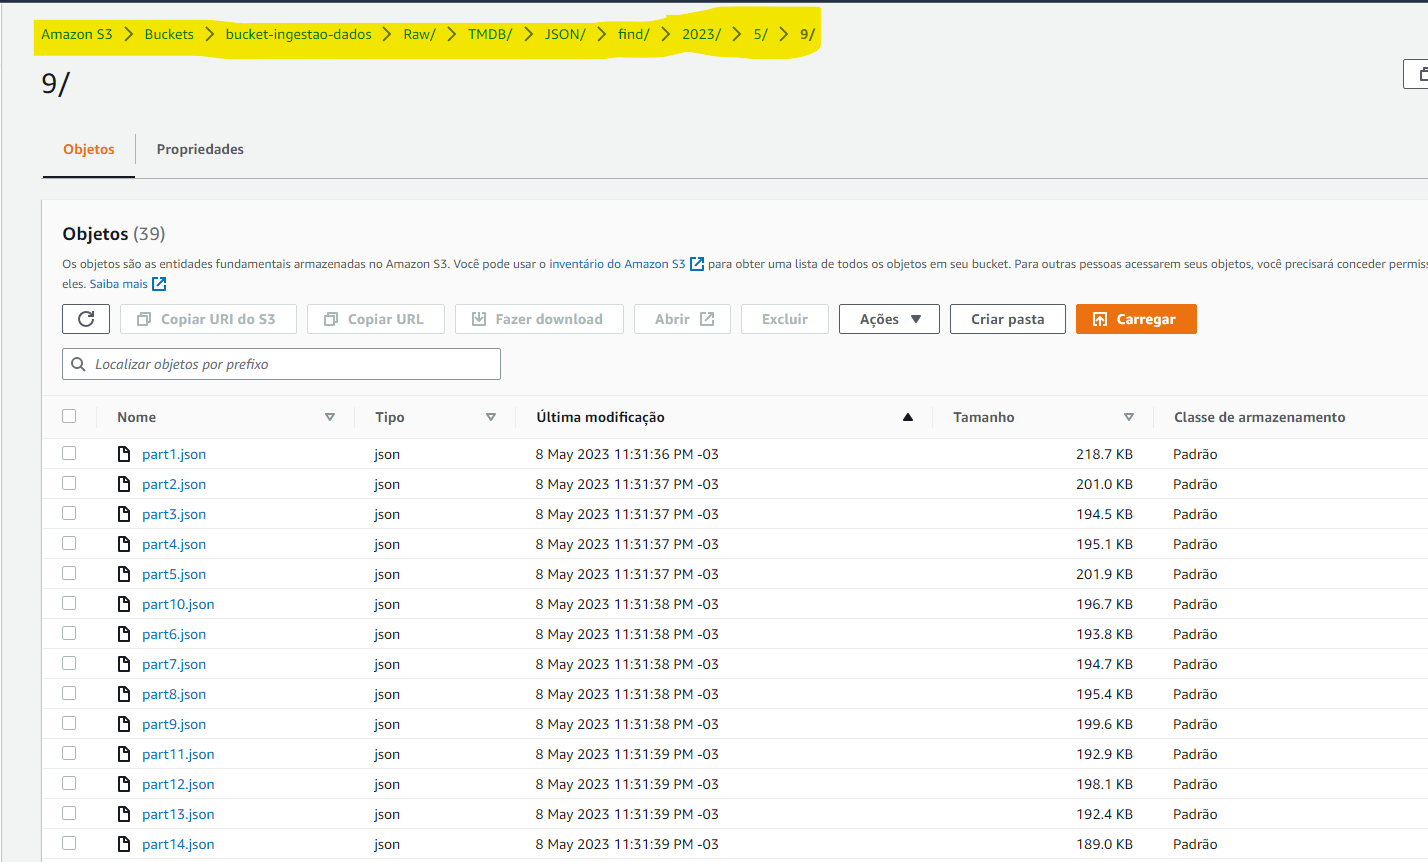 Amazon S3 > Buckets > bucket-ingestao-dados > Raw/ > TMDB/ > JSON/ > find/ > 2023/ > 5/ > 9/
9/
Objetos Propriedades
Objetos (39)
Os objetos são as entidades fundamentais armazenadas no Amazon S3. Você pode usar o inventário do Amazon S3 para obter uma lista de todos os objetos em seu bucket. Para outras pessoas acessarem seus objetos, você precisará conceder permiss
eles. Saiba mais
Copiar URI do S3 Copiar URL Fazer download Abrir Excluir Ações Criar pasta Carregar
Localizar objetos por prefixo
Nome Tipo Última modificação Tamanho Classe de armazenamento
part1.json json 8 May 2023 11:31:36 PM -03 218.7 KB Padrão
part2.json json 8 May 2023 11:31:37 PM -03 201.0 KB Padrão
part3.json json 8 May 2023 11:31:37 PM -03 194.5 KB Padrão
part4.json json 8 May 2023 11:31:37 PM -03 195.1 KB Padrão
part5.json json 8 May 2023 11:31:37 PM -03 201.9 KB Padrão
part10.json json 8 May 2023 11:31:38 PM -03 196.7 KB Padrão
part6.json json 8 May 2023 11:31:38 PM -03 193.8 KB Padrão
part7.json json 8 May 2023 11:31:38 PM -03 194.7 KB Padrão
part8.json json 8 May 2023 11:31:38 PM -03 195.4 KB Padrão
part9.json json 8 May 2023 11:31:38 PM -03 199.6 KB Padrão
part11.json json 8 May 2023 11:31:39 PM -03 192.9 KB Padrão
part12.json json 8 May 2023 11:31:39 PM -03 198.1 KB Padrão
part13.json json 8 May 2023 11:31:39 PM -03 192.4 KB Padrão
part14.json json 8 May 2023 11:31:39 PM -03 189.0 KB Padrão